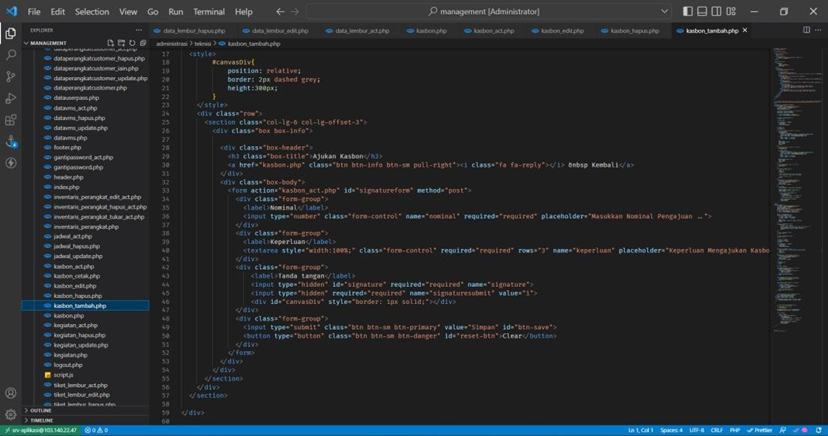 File Edit Selection View Go Run Terminal Help
management [Administrator]
EXPLORER
data_lembur_hapus.php data_lembur_edit.php data_lembur_act.php kasbon.php kasbon_act.php kasbon_edit.php kasbon_hapus.php kasbon_tambah.php
administrasi > teknisi > kasbon_tambah.php
MANAGEMENT
dataperangkatcustomer_act.php
dataperangkatcustomer_hapus.php
dataperangkatcustomer_iain.php
dataperangkatcustomer_update.php
dataperangkatcustomer.php
datauserpass.php
datavms_act.php
datavms_hapus.php
datavms_update.php
datavms.php
footer.php
gantipassword_act.php
gantipassword.php
header.php
index.php
inventaris_perangkat_edit_act.php
inventaris_perangkat_hapus_act.php
inventaris_perangkat_tukar_act.php
inventaris_perangkat.php
jadwal_act.php
jadwal_hapus.php
jadwal_update.php
kasbon_act.php
kasbon_cetak.php
kasbon_edit.php
kasbon_hapus.php
kasbon_tambah.php
kasbon.php
kegiatan_act.php
kegiatan_hapus.php
kegiatan_update.php
kegiatan.php
logout.php
script.js
tiket_lembur_act.php
tiket_lembur_edit.php
tiket_lembur_hapus.php
OUTLINE
TIMELINE
17 <style>
18 #canvasDiv{
19 position: relative;
20 border: 2px dashed grey;
21 height:300px;
22 }
23 </style>
24 <div class="row">
25 <section class="col-lg-6 col-lg-offset-3">
26 <div class="box box-info">
27
28 <div class="box-header">
29 <h3 class="box-title">Ajukan Kasbon</h3>
30 <a href="kasbon.php" class="btn btn-info btn-sm pull-right"><i class="fa fa-reply"></i> &nbsp Kembali</a>
31 </div>
32 <div class="box-body">
33 <form action="kasbon_act.php" id="signatureform" method="post">
34 <div class="form-group">
35 <label>Nominal</label>
36 <input type="number" class="form-control" name="nominal" required="required" placeholder="Masukkan Nominal Pengajuan ..">
37 </div>
38 <div class="form-group">
39 <label>Keperluan</label>
40 <textarea style="width:100%;" class="form-control" required="required" rows="3" name="keperluan" placeholder="Keperluan Mengajukan Kasbo
41 </div>
42 <div class="form-group">
43 <label>Tanda tangan</label>
44 <input type="hidden" id="signature" required="required" name="signature">
45 <input type="hidden" required="required" name="signaturesubmit" value="1">
46 <div id="canvasDiv" style="border: 1px solid;"></div>
47 </div>
48 <div class="form-group">
49 <input type="submit" class="btn btn-sm btn-primary" value="Simpan" id="btn-save">
50 <button type="button" class="btn btn-sm btn-danger" id="reset-btn">Clear</button>
51 </div>
52 </form>
53 </div>
54 </div>
55 </section>
56 </div>
57 </section>
58
59 </div>
60
srv-aplikasi@103.140.22.47 0 0 Ln 1, Col 1 Spaces: 4 UTF-8 CRLF PHP Prettier